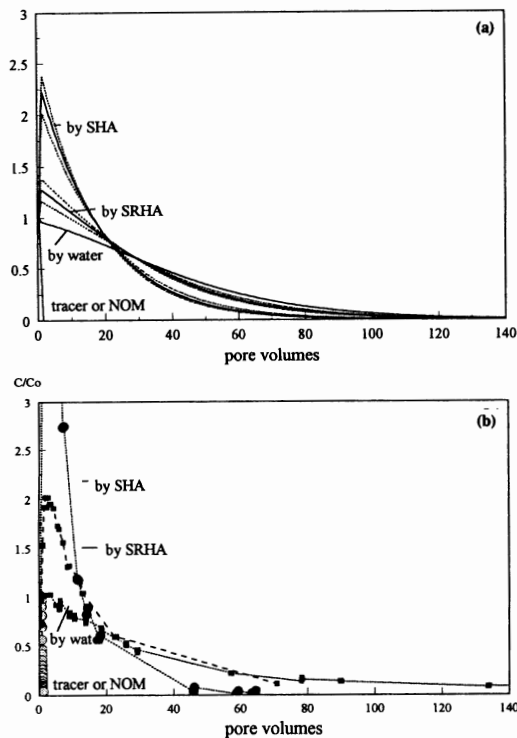 3
(a)
2.5
2
by SHA
1.5
by SRHA
1
by water
0.5
tracer or NOM
0
0 20 40 60 80 100 120 140
pore volumes
C/Co
3
(b)
2.5
by SHA
2
1.5
by SRHA
1
0.5
by water
tracer or NOM
0
0 20 40 60 80 100 120 140
pore volumes